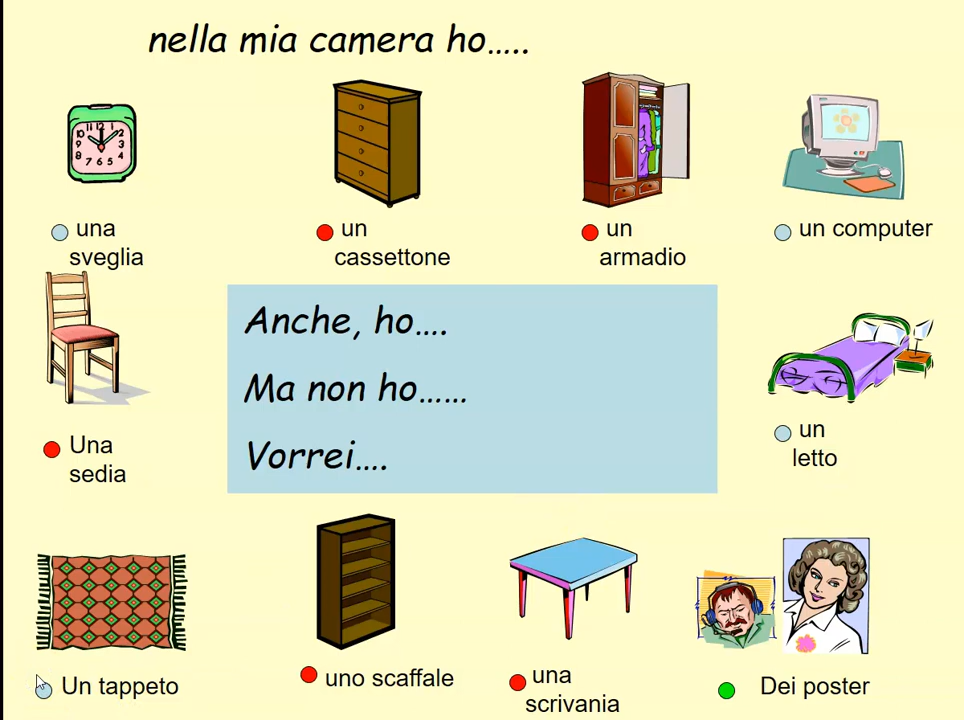 nella mia camera ho.....
una
sveglia
un
cassettone
un
armadio
un computer
Anche, ho....
Ma non ho......
Vorrei....
Una
sedia
un
letto
Un tappeto
uno scaffale
una
scrivania
Dei poster